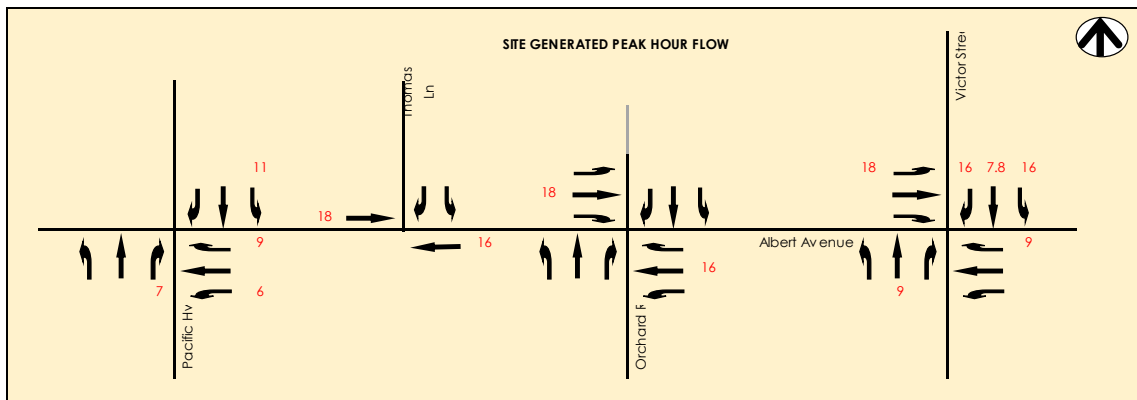 SITE GENERATED PEAK HOUR FLOW
Victor Stre
Thomas
Ln
11
18
18
16
7.8
16
18
9
16
Albert Avenue
9
16
7
6
9
Pacific Hv
Orchard R